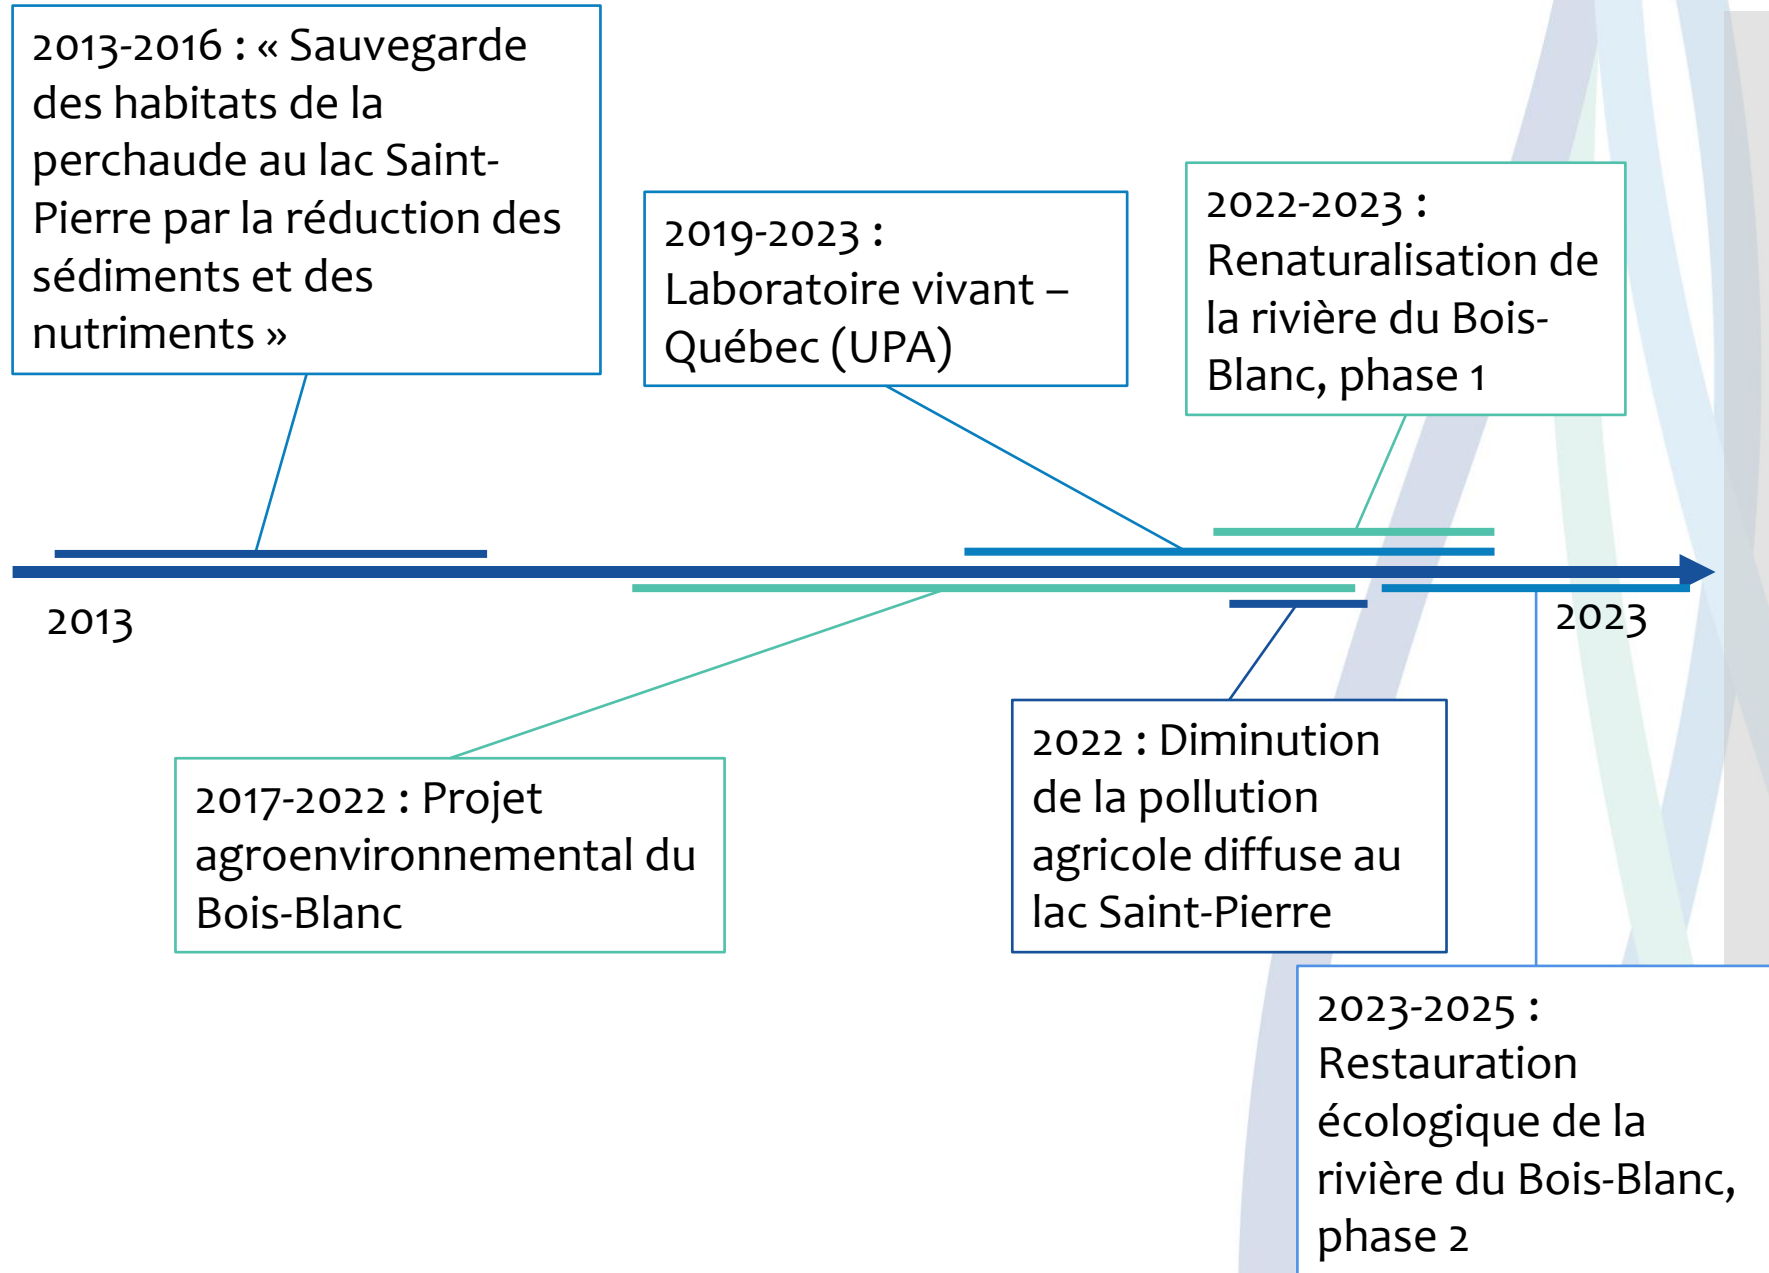 2013-2016 : « Sauvegarde
des habitats de la
perchaude au lac Saint-
Pierre par la réduction des
sédiments et des
nutriments »
2019-2023 :
Laboratoire vivant –
Québec (UPA)
2022-2023 :
Renaturalisation de
la rivière du Bois-
Blanc, phase 1
2013
2023
2017-2022 : Projet
agroenvironnemental du
Bois-Blanc
2022 : Diminution
de la pollution
agricole diffuse au
lac Saint-Pierre
2023-2025 :
Restauration
écologique de la
rivière du Bois-Blanc,
phase 2